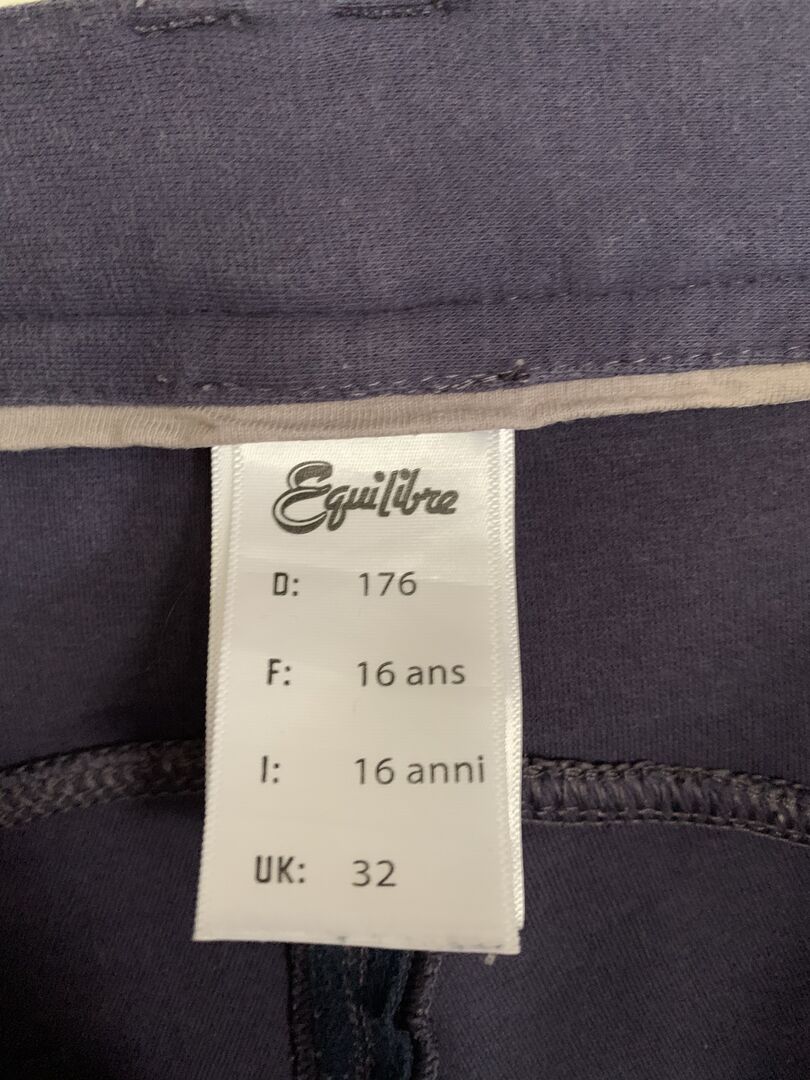 Equilibre
D: 176
F: 16 ans
I: 16 anni
UK: 32